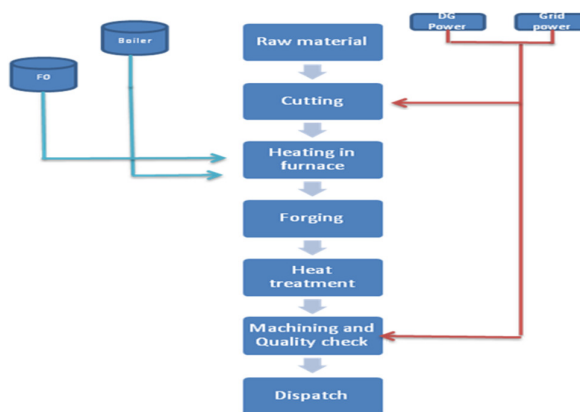 Boiler
FO
DG
Power
Grid
power
Raw material
Cutting
Heating in
furnace
Forging
Heat
treatment
Machining and
Quality check
Dispatch